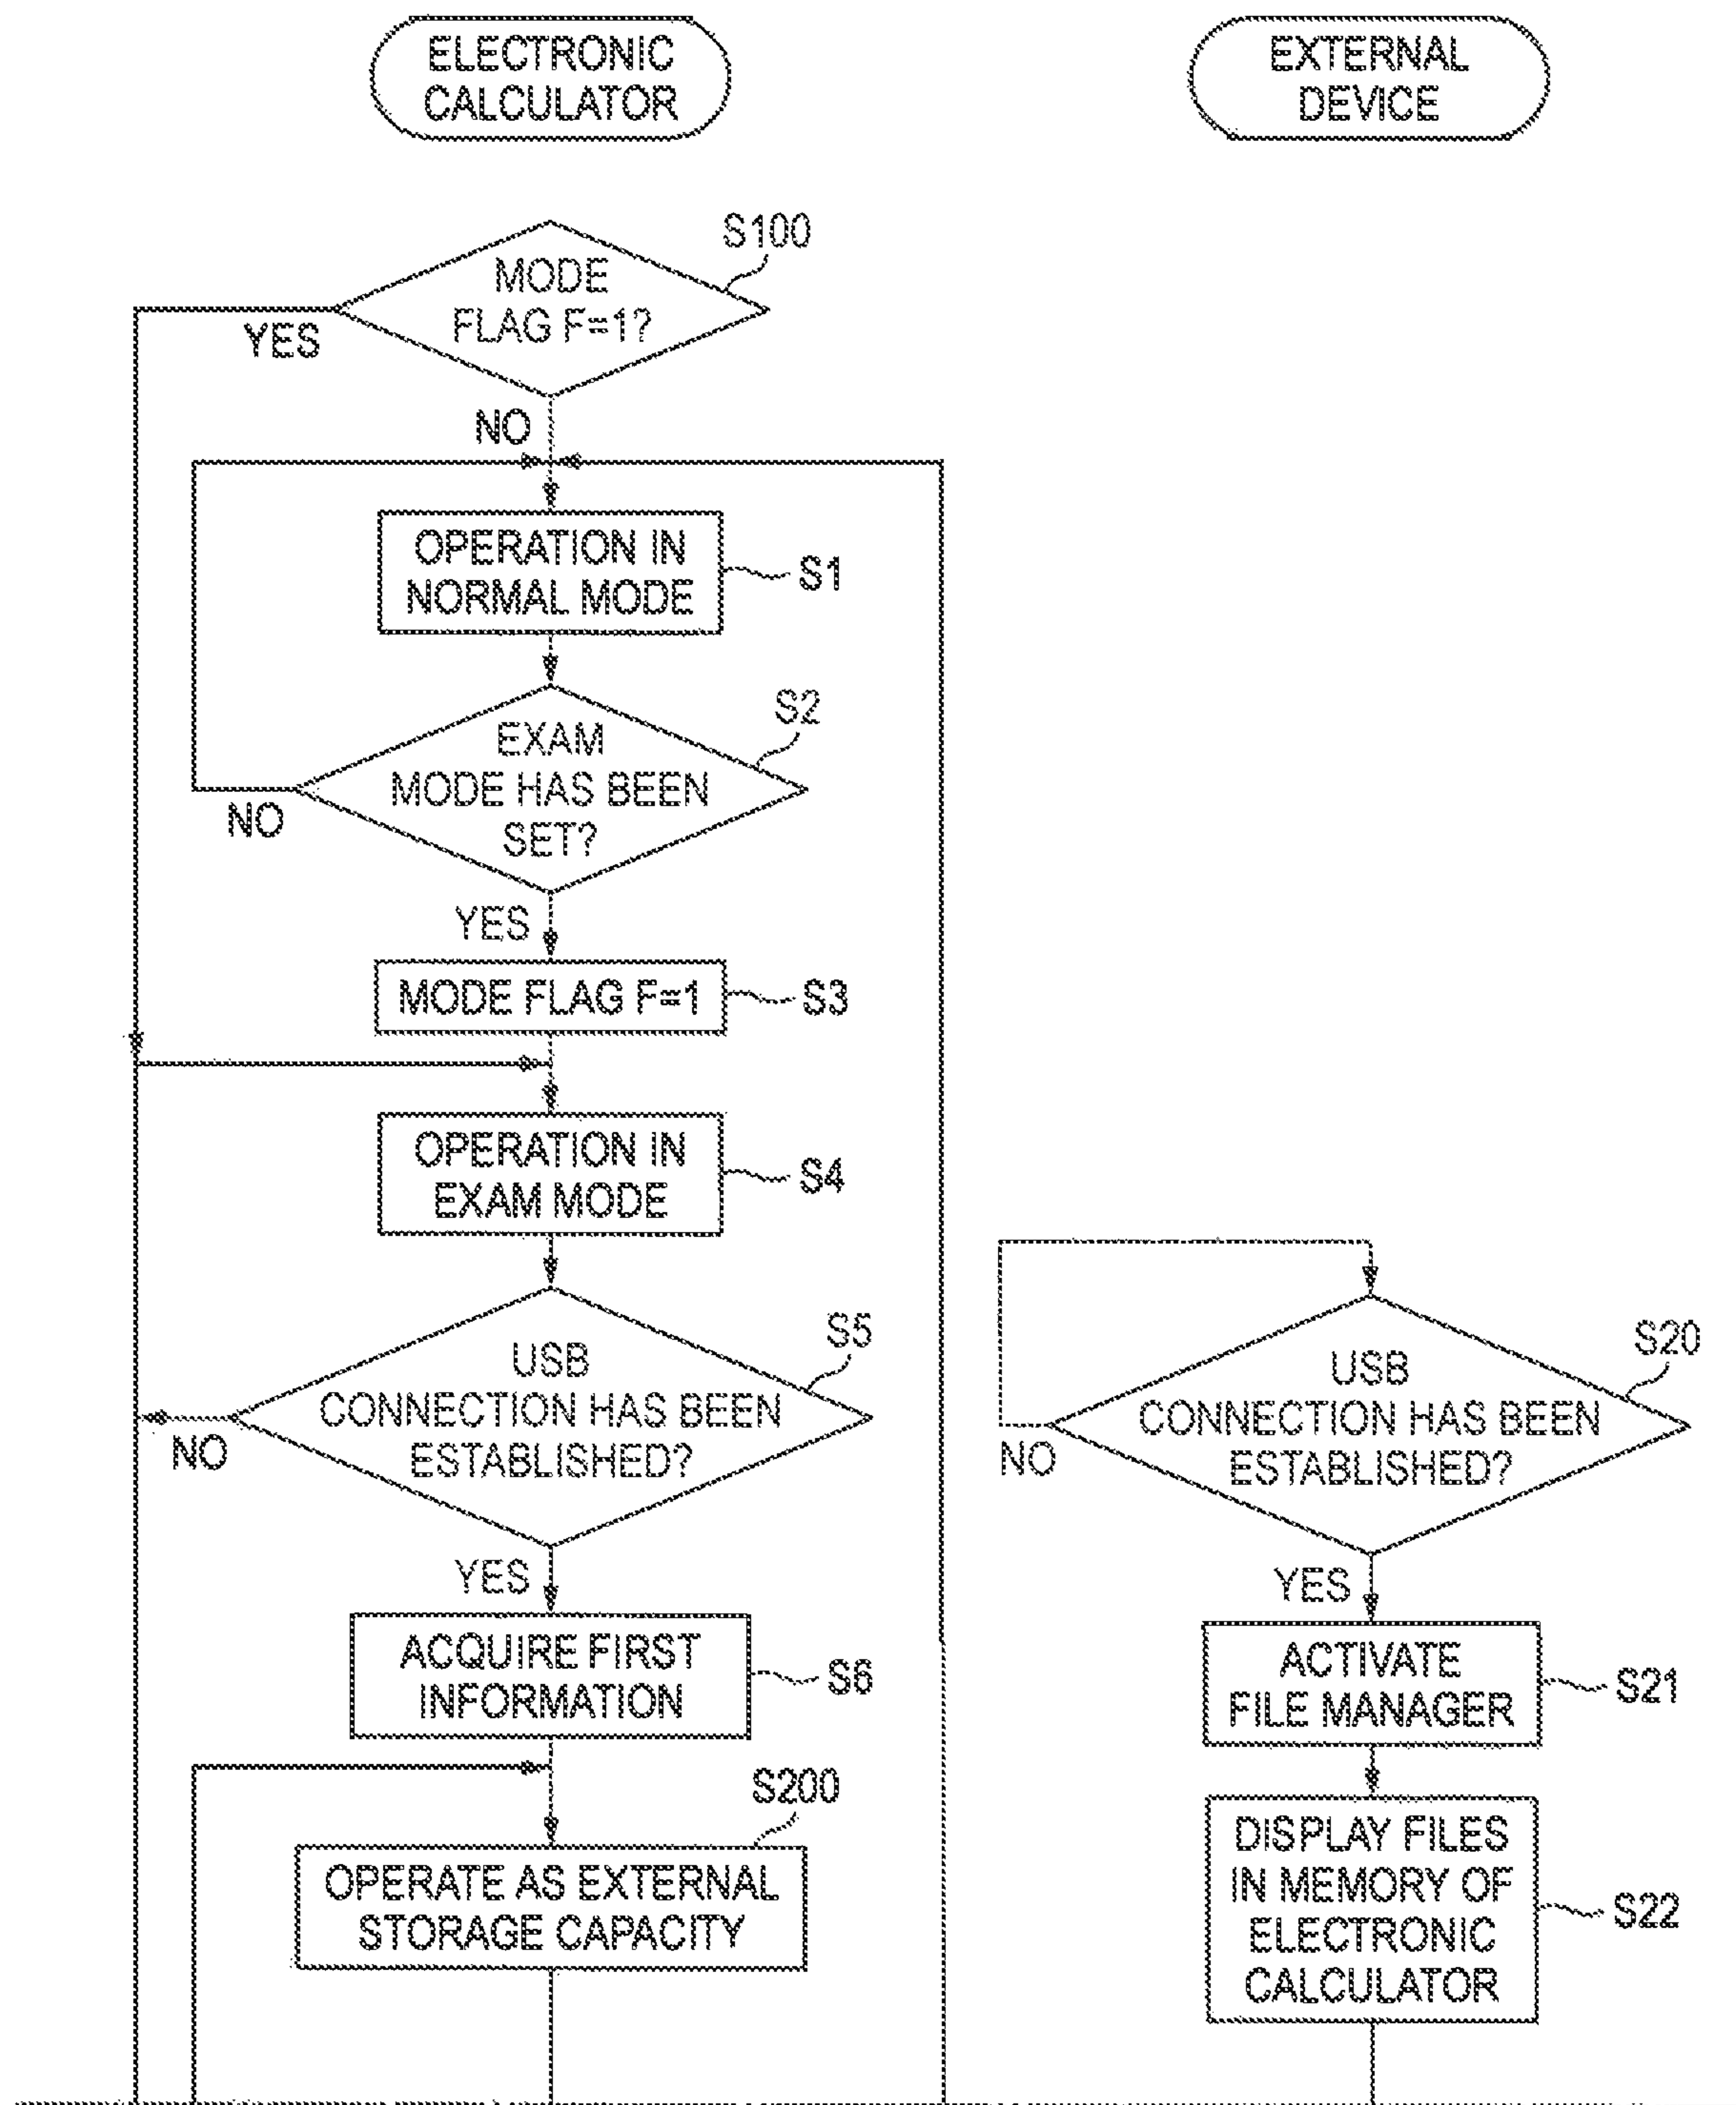 ELECTRONIC
CALCULATOR
S100
MODE
FLAG F=1?
YES
NO
OPERATION IN
NORMAL MODE
S1
S2
EXAM
MODE HAS BEEN
SET?
NO
YES
MODE FLAG F=1
S3
OPERATION IN
EXAM MODE
S4
S5
USB
CONNECTION HAS BEEN
ESTABLISHED?
NO
YES
ACQUIRE FIRST
INFORMATION
S6
S200
OPERATE AS EXTERNAL
STORAGE CAPACITY
EXTERNAL
DEVICE
S20
USB
CONNECTION HAS BEEN
ESTABLISHED?
NO
YES
ACTIVATE
FILE MANAGER
S21
DISPLAY FILES
IN MEMORY OF
ELECTRONIC
CALCULATOR
S22